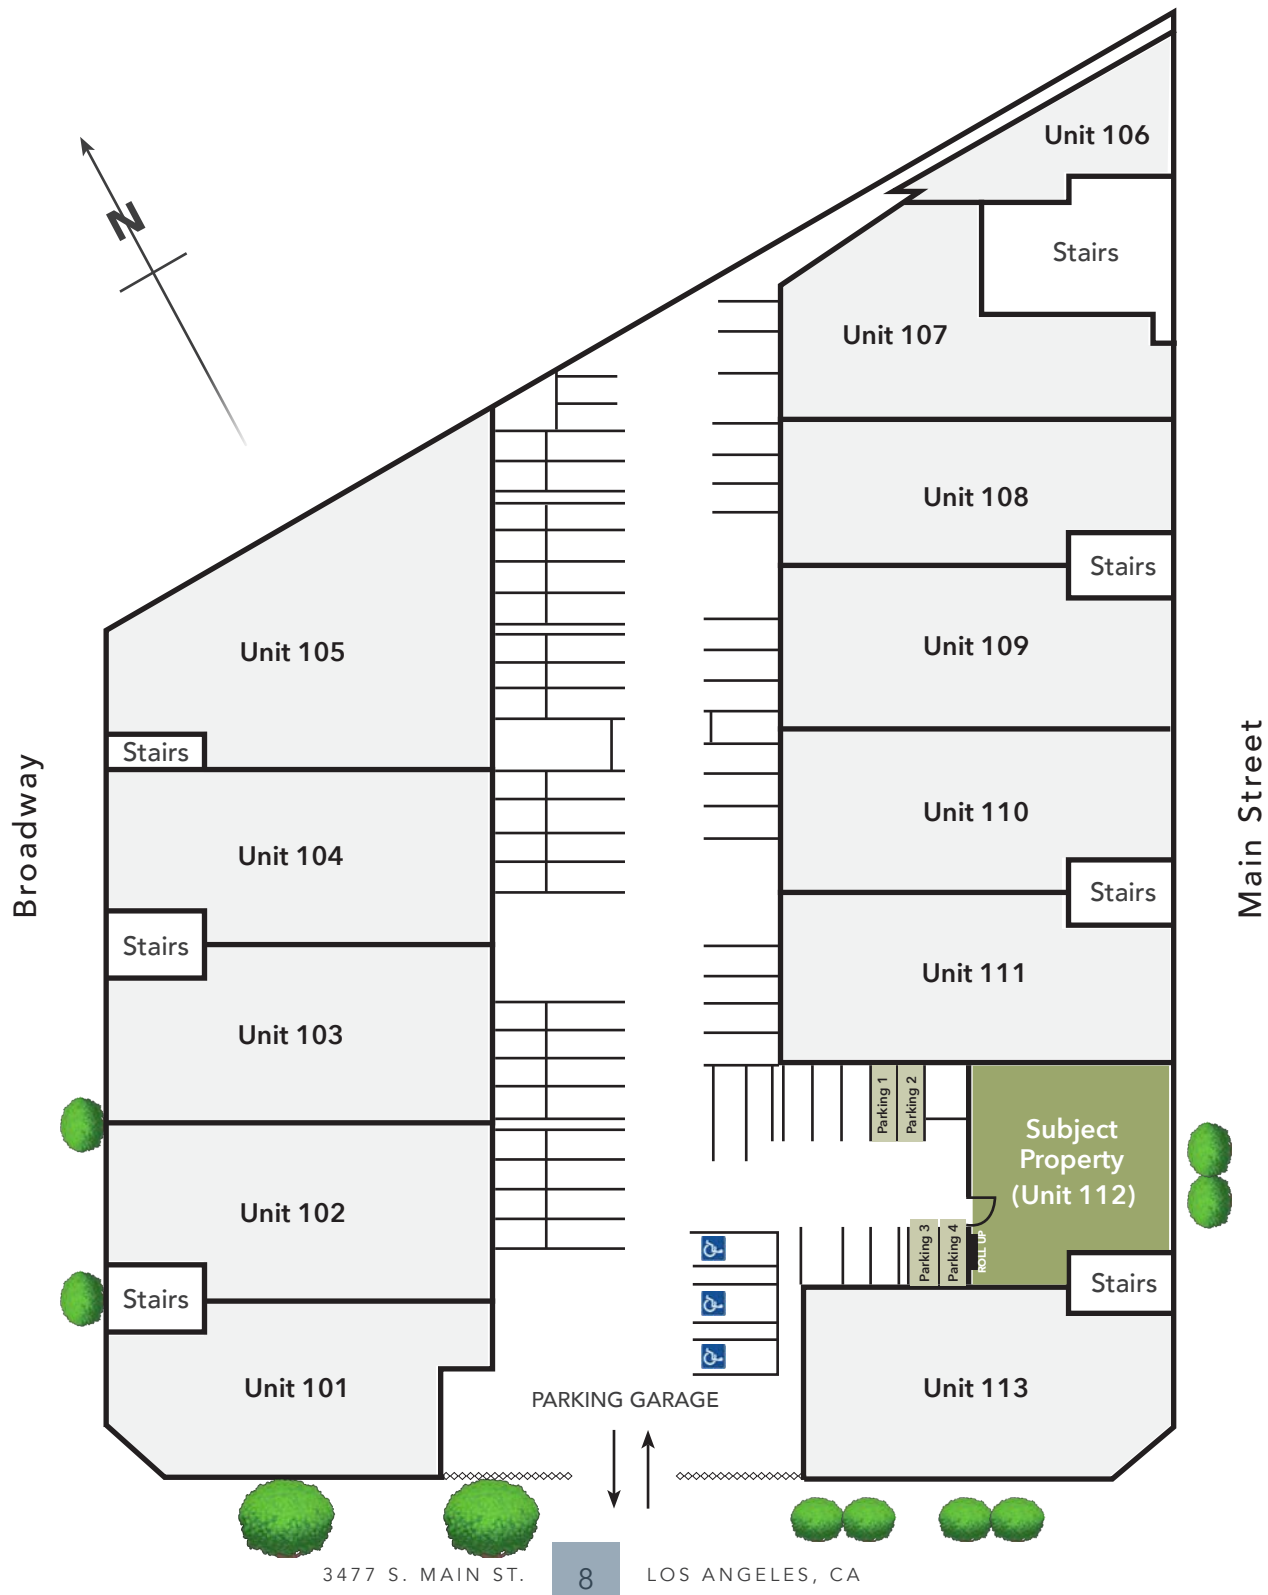 Unit 106
N
Stairs
Unit 107
Unit 108
Stairs
Unit 109
Unit 105
Stairs
Broadway
Main Street
Unit 110
Unit 104
Stairs
Stairs
Unit 111
Unit 103
Parking 1
Parking 2
Subject
Property
(Unit 112)
Unit 102
Parking 3
Parking 4
ROLL UP
Stairs
Stairs
Unit 101
Unit 113
PARKING GARAGE
3477 S. MAIN ST.
8
LOS ANGELES, CA